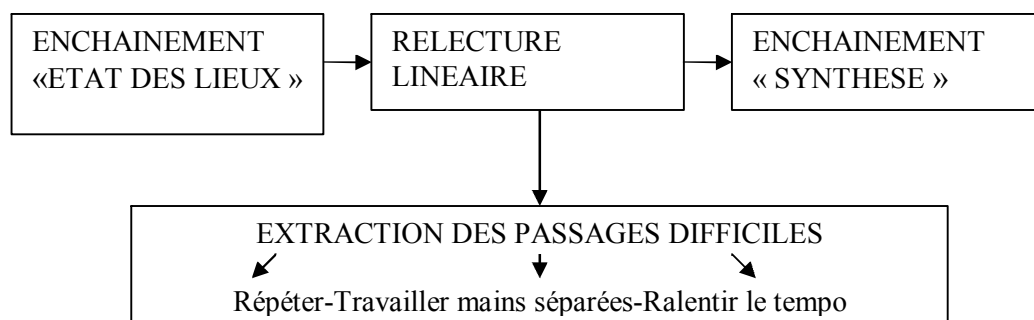 ENCHAINEMENT
«ETAT DES LIEUX »
RELECTURE
LINEAIRE
ENCHAINEMENT
« SYNTHESE »
EXTRACTION DES PASSAGES DIFFICILES
Répéter-Travailler mains séparées-Ralentir le tempo